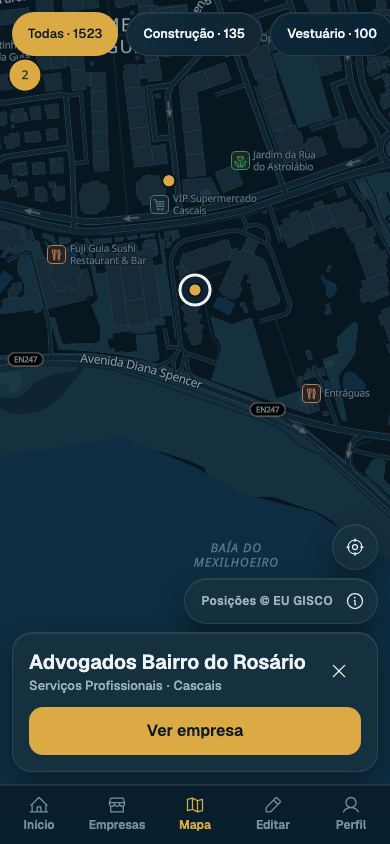 Todas · 1523
Construção · 135
Vestuário · 100
2
Jardim da Rua
do Astrolábio
VIP Supermercado
Cascais
Fuji Guia Sushi
Restaurant & Bar
EN247
Avenida Diana Spencer
Entráguas
EN247
BAÍA DO
MEXILHOEIRO
Posições © EU GISCO
Advogados Bairro do Rosário
Serviços Profissionais · Cascais
Ver empresa
Início
Empresas
Mapa
Editar
Perfil